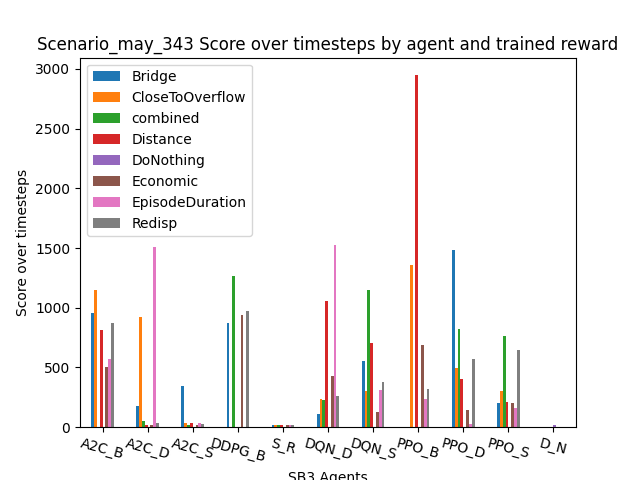 Scenario_may_343 Score over timesteps by agent and trained reward
3000
2500
2000
1500
1000
500
0
Score over timesteps
Bridge
CloseToOverflow
combined
Distance
DoNothing
Economic
EpisodeDuration
Redisp
A2C_B
A2C_D
A2C_S
DDPG_B
S_R
DQN_D
DQN_S
PPO_B
PPO_D
PPO_S
D_N
SB3 Agents